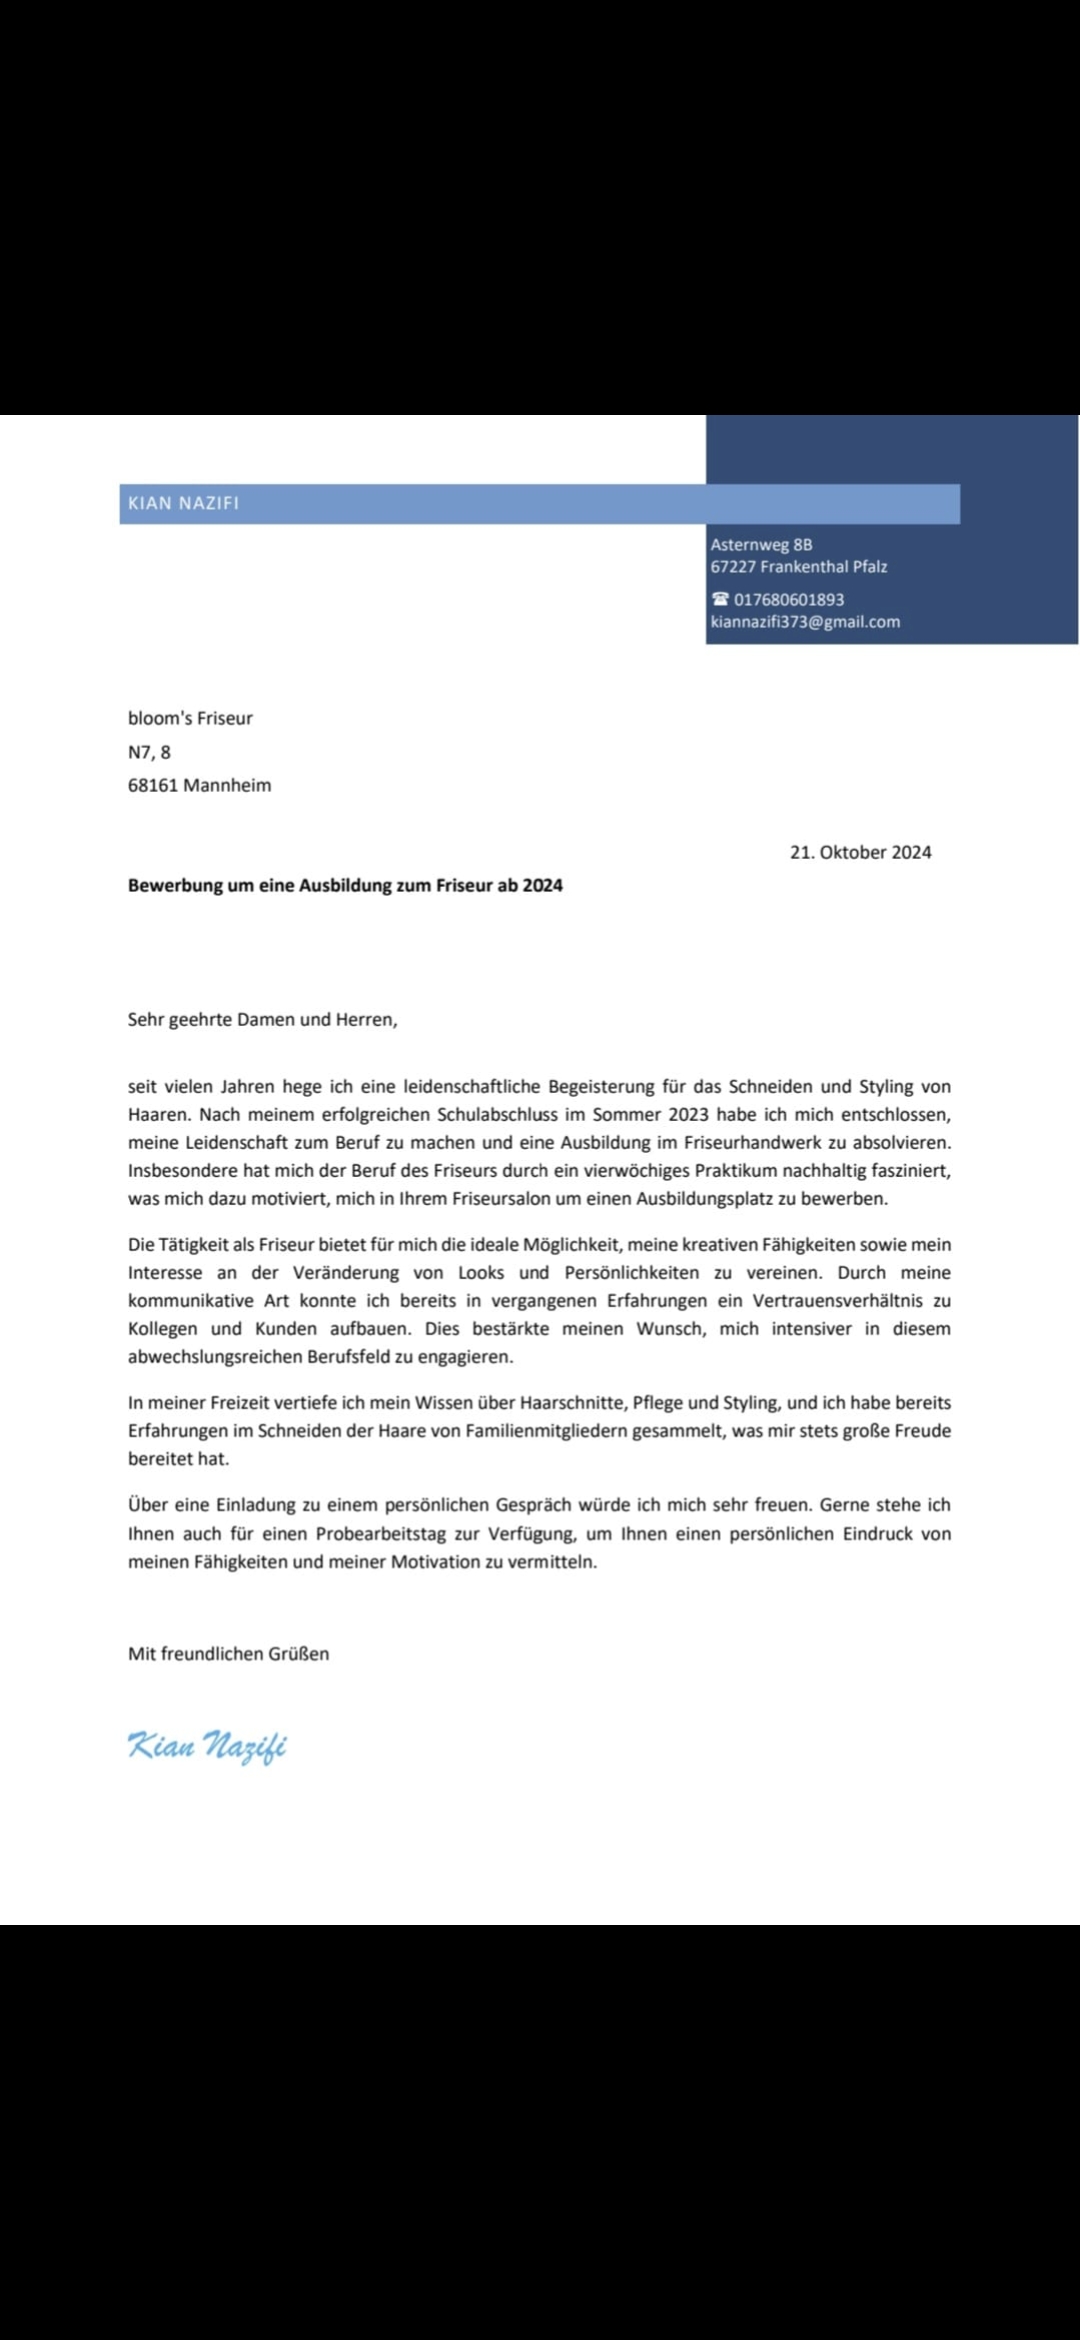 KIAN NAZIFI
Asternweg 8B
67227 Frankenthal Pfalz
☎ 017680601893
kiannazifi373@gmail.com
bloom's Friseur
N7, 8
68161 Mannheim
21. Oktober 2024
Bewerbung um eine Ausbildung zum Friseur ab 2024
Sehr geehrte Damen und Herren,
seit vielen Jahren hege ich eine leidenschaftliche Begeisterung für das Schneiden und Styling von
Haaren. Nach meinem erfolgreichen Schulabschluss im Sommer 2023 habe ich mich entschlossen,
meine Leidenschaft zum Beruf zu machen und eine Ausbildung im Friseurhandwerk zu absolvieren.
Insbesondere hat mich der Beruf des Friseurs durch ein vierwöchiges Praktikum nachhaltig fasziniert,
was mich dazu motiviert, mich in Ihrem Friseursalon um einen Ausbildungsplatz zu bewerben.
Die Tätigkeit als Friseur bietet für mich die ideale Möglichkeit, meine kreativen Fähigkeiten sowie mein
Interesse an der Veränderung von Looks und Persönlichkeiten zu vereinen. Durch meine
kommunikative Art konnte ich bereits in vergangenen Erfahrungen ein Vertrauensverhältnis zu
Kollegen und Kunden aufbauen. Dies bestärkte meinen Wunsch, mich intensiver in diesem
abwechslungsreichen Berufsfeld zu engagieren.
In meiner Freizeit vertiefe ich mein Wissen über Haarschnitte, Pflege und Styling, und ich habe bereits
Erfahrungen im Schneiden der Haare von Familienmitgliedern gesammelt, was mir stets große Freude
bereitet hat.
Über eine Einladung zu einem persönlichen Gespräch würde ich mich sehr freuen. Gerne stehe ich
Ihnen auch für einen Probearbeitstag zur Verfügung, um Ihnen einen persönlichen Eindruck von
meinen Fähigkeiten und meiner Motivation zu vermitteln.
Mit freundlichen Grüßen
Kian Nazifi